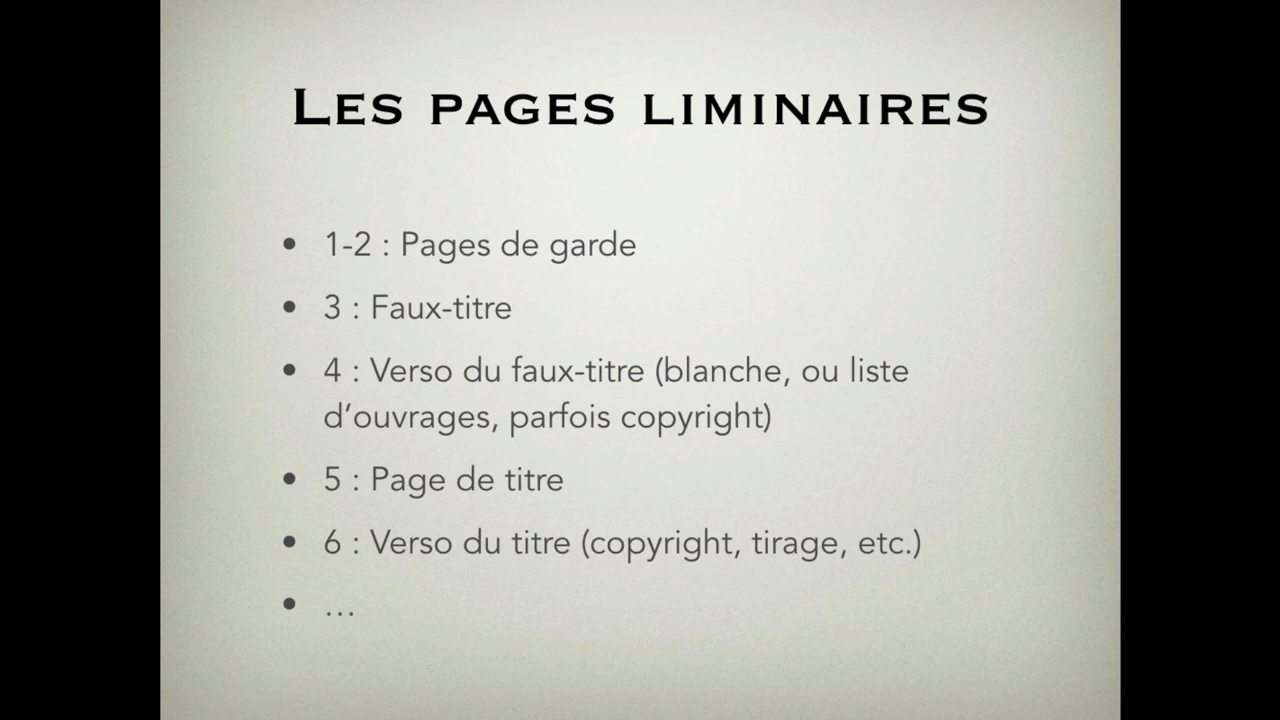 Les pages liminaires
• 1-2 : Pages de garde
• 3 : Faux-titre
• 4 : Verso du faux-titre (blanche, ou liste
d’ouvrages, parfois copyright)
• 5 : Page de titre
• 6 : Verso du titre (copyright, tirage, etc.)
• …